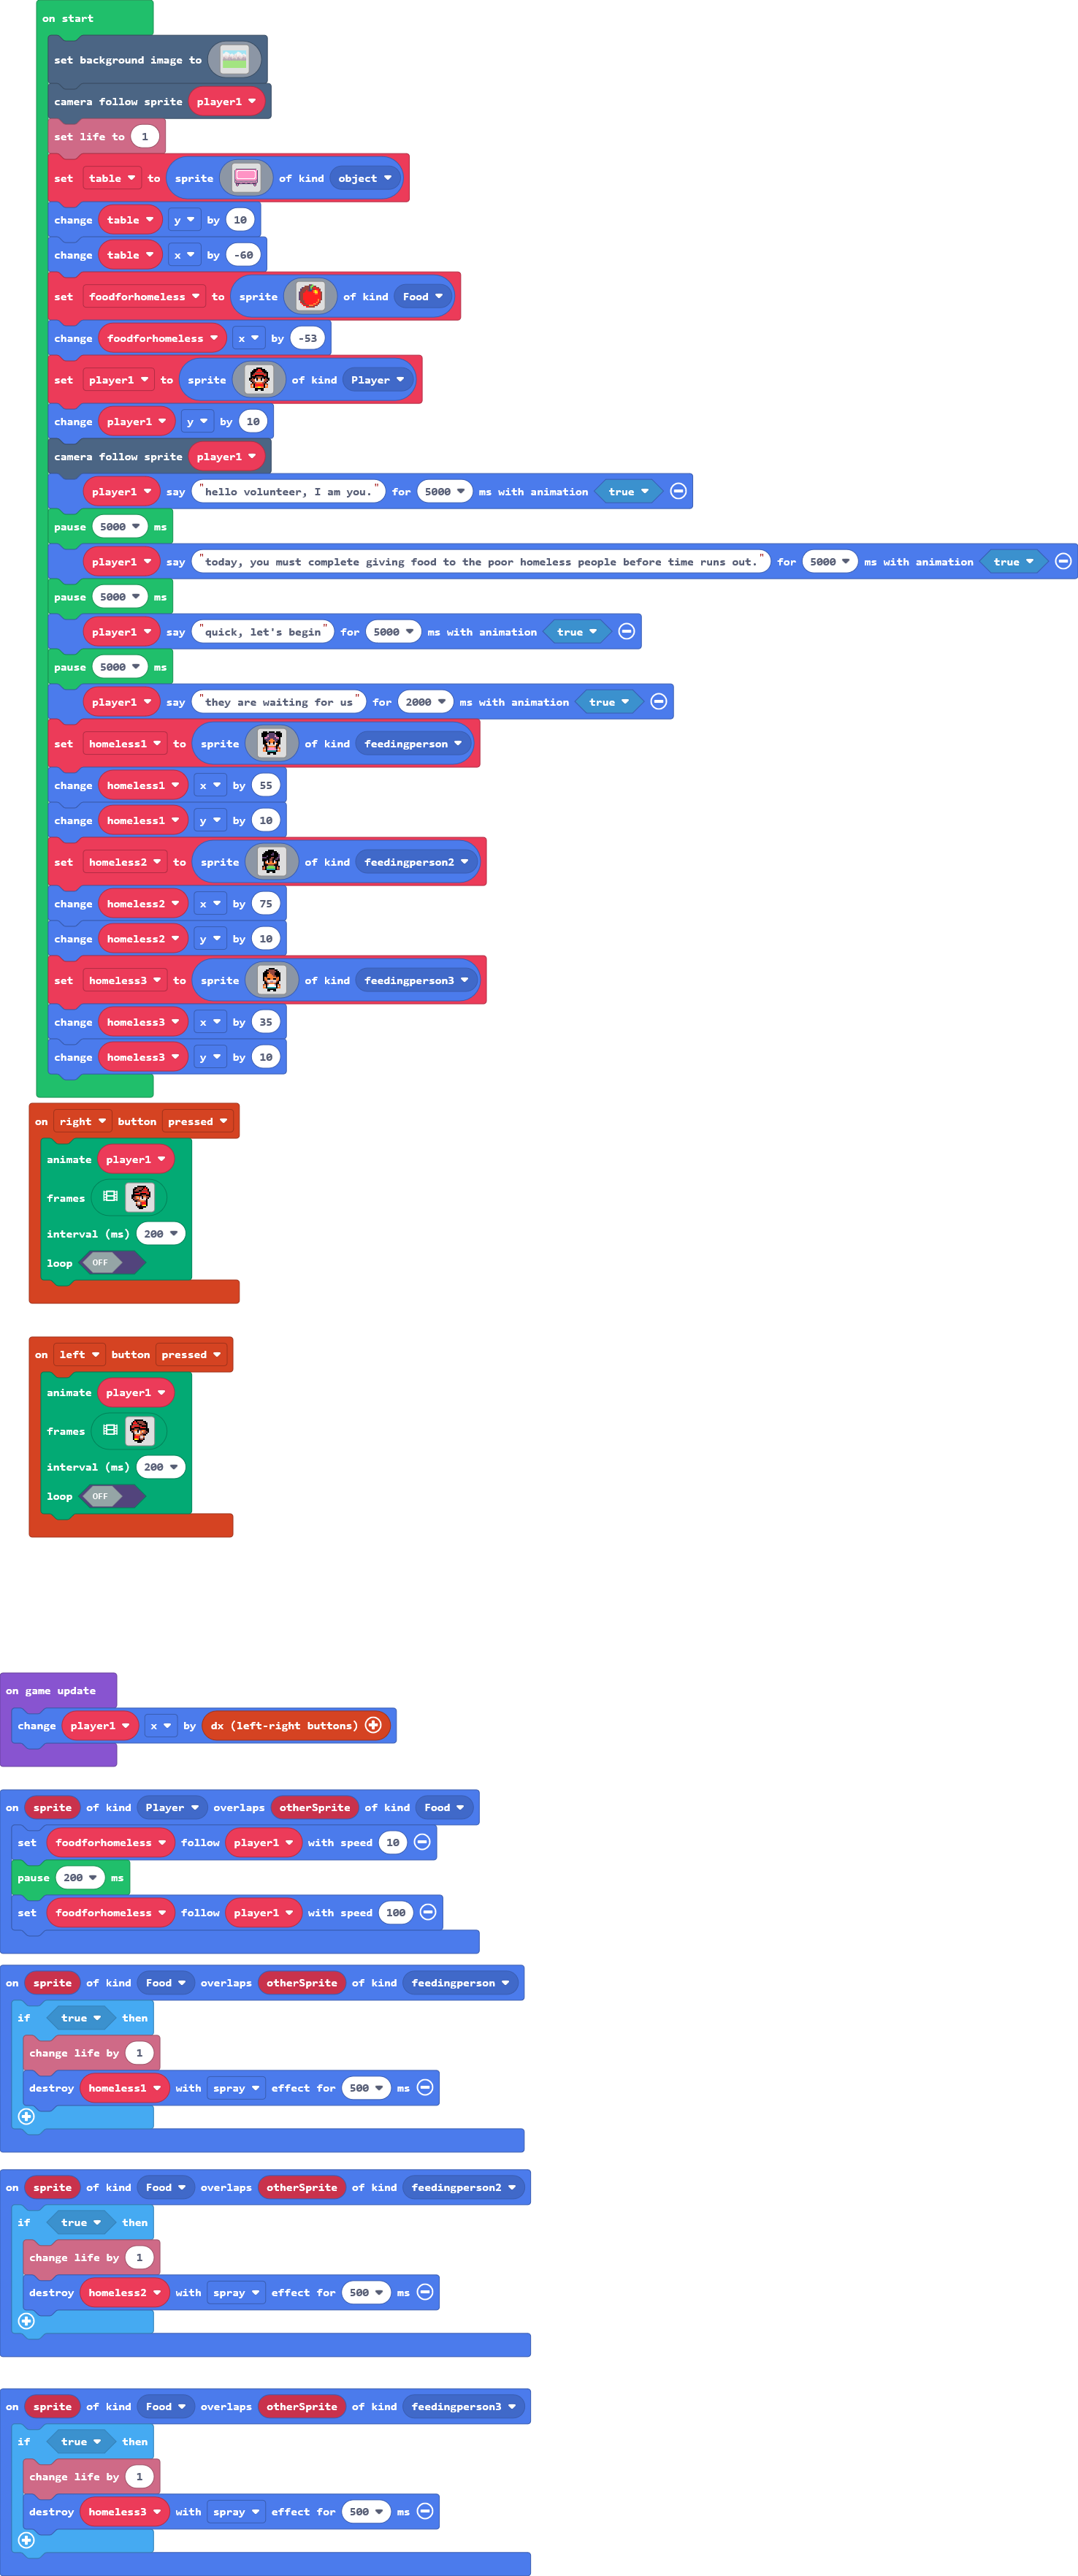 on start
set background image to
camera follow sprite player1
set life to 1
set table to sprite of kind object
change table y by 10
change table x by -60
set foodforhomeless to sprite of kind Food
change foodforhomeless x by -53
set player1 to sprite of kind Player
change player1 y by 10
camera follow sprite player1
player1 say "hello volunteer, I am you." for 5000 ms with animation true
pause 5000 ms
player1 say "today, you must complete giving food to the poor homeless people before time runs out." for 5000 ms with animation true
pause 5000 ms
player1 say "quick, let's begin" for 5000 ms with animation true
pause 5000 ms
player1 say "they are waiting for us" for 2000 ms with animation true
set homeless1 to sprite of kind feedingperson
change homeless1 x by 55
change homeless1 y by 10
set homeless2 to sprite of kind feedingperson2
change homeless2 x by 75
change homeless2 y by 10
set homeless3 to sprite of kind feedingperson3
change homeless3 x by 35
change homeless3 y by 10
on right button pressed
animate player1
frames
interval (ms) 200
loop OFF
on left button pressed
animate player1
frames
interval (ms) 200
loop OFF
on game update
change player1 x by dx (left-right buttons)
on sprite of kind Player overlaps otherSprite of kind Food
set foodforhomeless follow player1 with speed 10
pause 200 ms
set foodforhomeless follow player1 with speed 100
on sprite of kind Food overlaps otherSprite of kind feedingperson
if true then
change life by 1
destroy homeless1 with spray effect for 500 ms
on sprite of kind Food overlaps otherSprite of kind feedingperson2
if true then
change life by 1
destroy homeless2 with spray effect for 500 ms
on sprite of kind Food overlaps otherSprite of kind feedingperson3
if true then
change life by 1
destroy homeless3 with spray effect for 500 ms